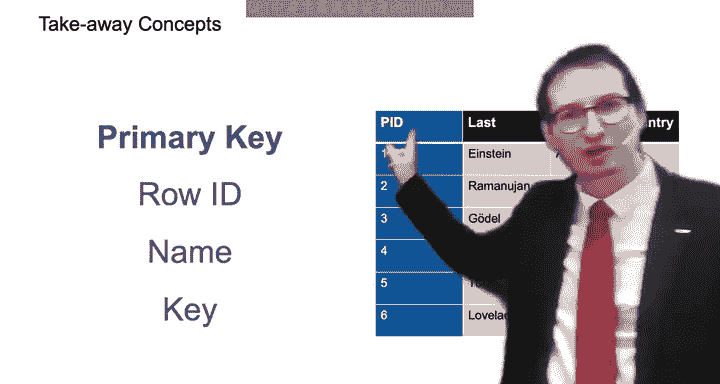 Take-away Concepts
Primary Key
Row ID
Name
Key
PID Last
Einstein
2 Ramanujan
3 Gödel
4
5
6